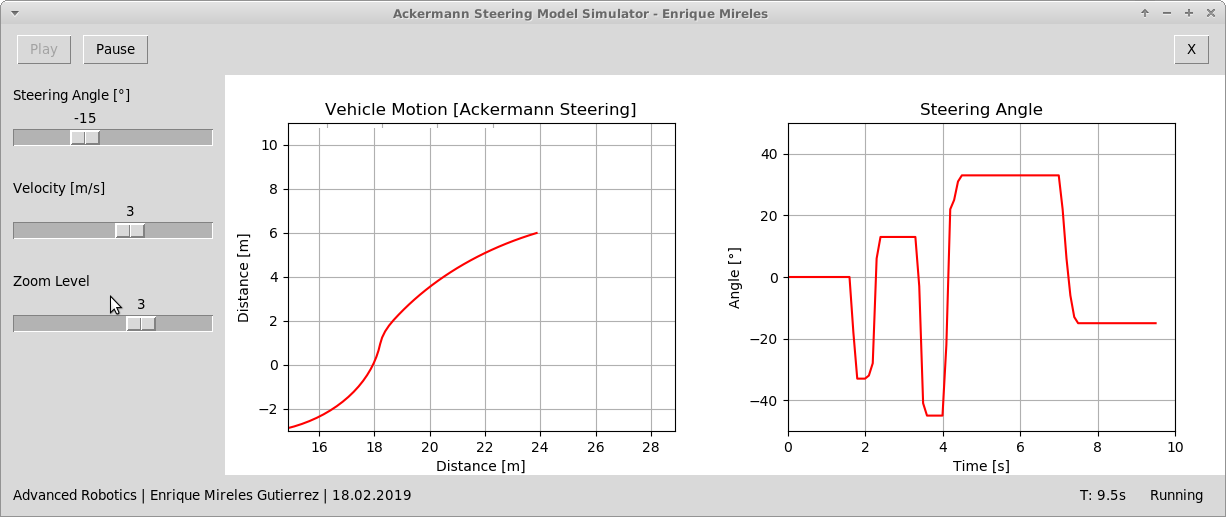 Ackermann Steering Model Simulator - Enrique Mireles
Play Pause X
Steering Angle [°]
-15
Velocity [m/s]
3
Zoom Level
3
Vehicle Motion [Ackermann Steering]
10
8
6
4
2
0
−2
Distance [m]
16 18 20 22 24 26 28
Distance [m]
Steering Angle
40
20
0
−20
−40
Angle [°]
0 2 4 6 8 10
Time [s]
Advanced Robotics | Enrique Mireles Gutierrez | 18.02.2019
T: 9.5s Running